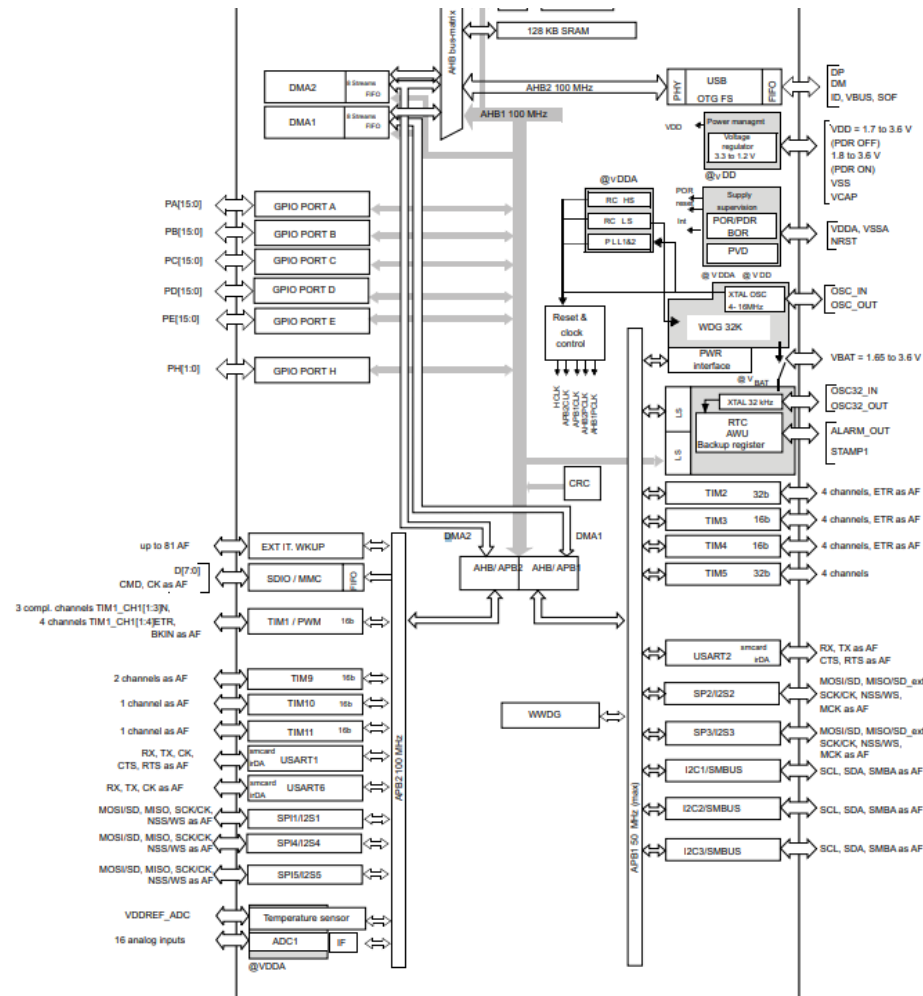 128 KB SRAM
AHB bus-matrix
DMA2
8 Streams
FIFO
DMA1
8 Streams
FIFO
AHB2 100 MHz
AHB1 100 MHz
PHY
USB
OTG FS
FIFO
DP
DM
ID, VBUS, SOF
Power managmt
VDD
Voltage
regulator
3.3 to 1.2 V
@VDD
VDD = 1.7 to 3.6 V
(PDR OFF)
1.8 to 3.6 V
(PDR ON)
VSS
VCAP
@VDDA
RC HS
RC LS
PLL1&2
POR
reset
Int
Supply
supervision
POR/PDR
BOR
PVD
VDDA, VSSA
NRST
@VDDA @VDD
XTAL OSC
4- 16MHz
WDG 32K
OSC_IN
OSC_OUT
PWR
interface
VBAT = 1.65 to 3.6 V
@VBAT
LS
LS
XTAL 32 kHz
RTC
AWU
Backup register
OSC32_IN
OSC32_OUT
ALARM_OUT
STAMP1
Reset &
clock
control
HCLK
APB2CLK
APB1CLK
AHB2PCLK
AHB1PCLK
PA[15:0]
GPIO PORT A
PB[15:0]
GPIO PORT B
PC[15:0]
GPIO PORT C
PD[15:0]
GPIO PORT D
PE[15:0]
GPIO PORT E
PH[1:0]
GPIO PORT H
CRC
DMA2
DMA1
AHB/ APB2
AHB/ APB1
up to 81 AF
EXT IT. WKUP
D[7:0]
CMD, CK as AF
SDIO / MMC
FIFO
3 compl. channels TIM1_CH1[1:3]N,
4 channels TIM1_CH1[1:4]ETR,
BKIN as AF
TIM1 / PWM 16b
2 channels as AF
TIM9 16b
1 channel as AF
TIM10 16b
1 channel as AF
TIM11 16b
RX, TX, CK,
CTS, RTS as AF
smcard
irDA
USART1
RX, TX, CK as AF
smcard
irDA
USART6
MOSI/SD, MISO, SCK/CK,
NSS/WS as AF
SPI1/I2S1
MOSI/SD, MISO, SCK/CK,
NSS/WS as AF
SPI4/I2S4
MOSI/SD, MISO, SCK/CK,
NSS/WS as AF
SPI5/I2S5
VDDREF_ADC
Temperature sensor
16 analog inputs
ADC1
IF
@VDDA
APB2 100 MHz
WWDG
APB1 50 MHz (max)
TIM2 32b
4 channels, ETR as AF
TIM3 16b
4 channels, ETR as AF
TIM4 16b
4 channels, ETR as AF
TIM5 32b
4 channels
USART2
smcard
irDA
RX, TX as AF
CTS, RTS as AF
SP2/I2S2
MOSI/SD, MISO/SD_ext
SCK/CK, NSS/WS,
MCK as AF
SP3/I2S3
MOSI/SD, MISO/SD_ext
SCK/CK, NSS/WS,
MCK as AF
I2C1/SMBUS
SCL, SDA, SMBA as AF
I2C2/SMBUS
SCL, SDA, SMBA as AF
I2C3/SMBUS
SCL, SDA, SMBA as AF